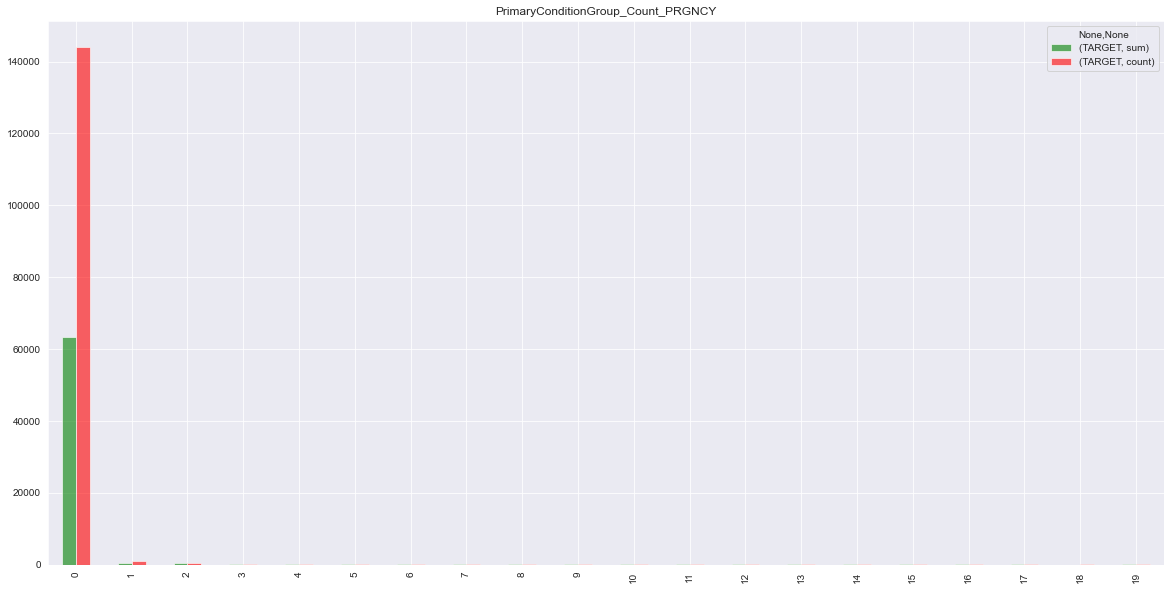 PrimaryConditionGroup_Count_PRGNCY
None,None
(TARGET, sum)
(TARGET, count)
140000
120000
100000
80000
60000
40000
20000
0
0 1 2 3 4 5 6 7 8 9 10 11 12 13 14 15 16 17 18 19